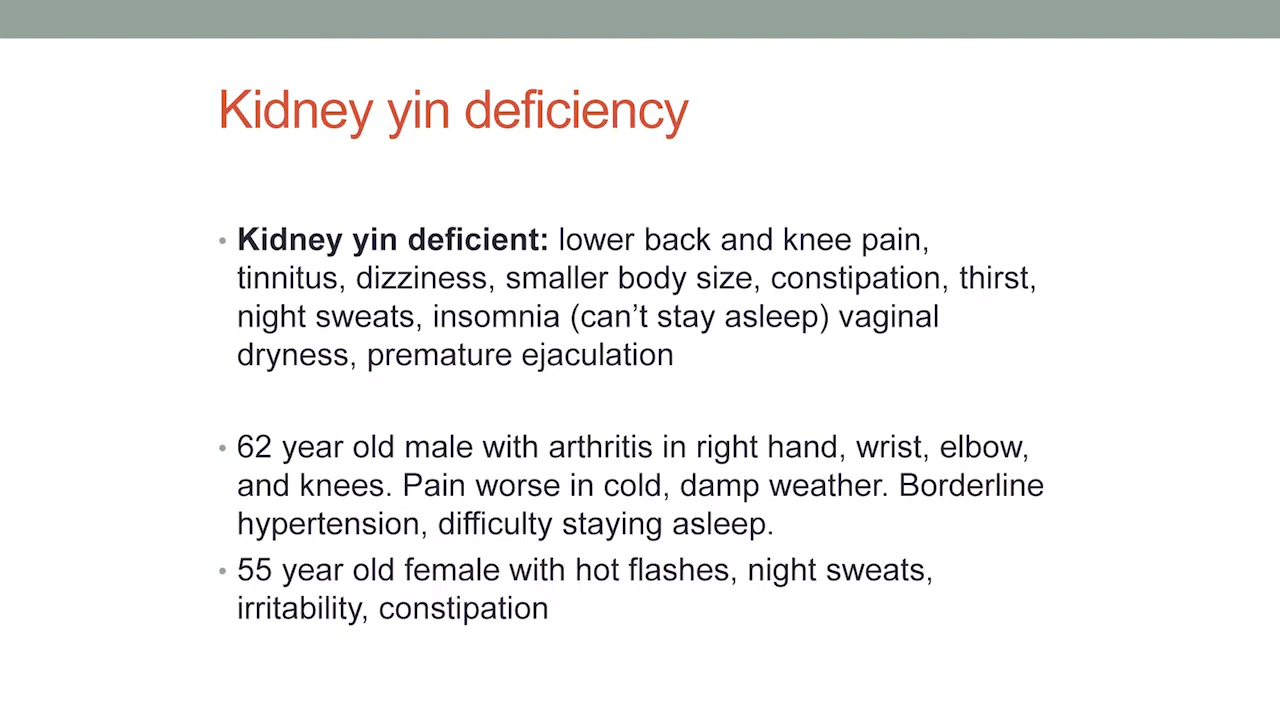 Kidney yin deficiency
• Kidney yin deficient: lower back and knee pain,
tinnitus, dizziness, smaller body size, constipation, thirst,
night sweats, insomnia (can’t stay asleep) vaginal
dryness, premature ejaculation
• 62 year old male with arthritis in right hand, wrist, elbow,
and knees. Pain worse in cold, damp weather. Borderline
hypertension, difficulty staying asleep.
• 55 year old female with hot flashes, night sweats,
irritability, constipation